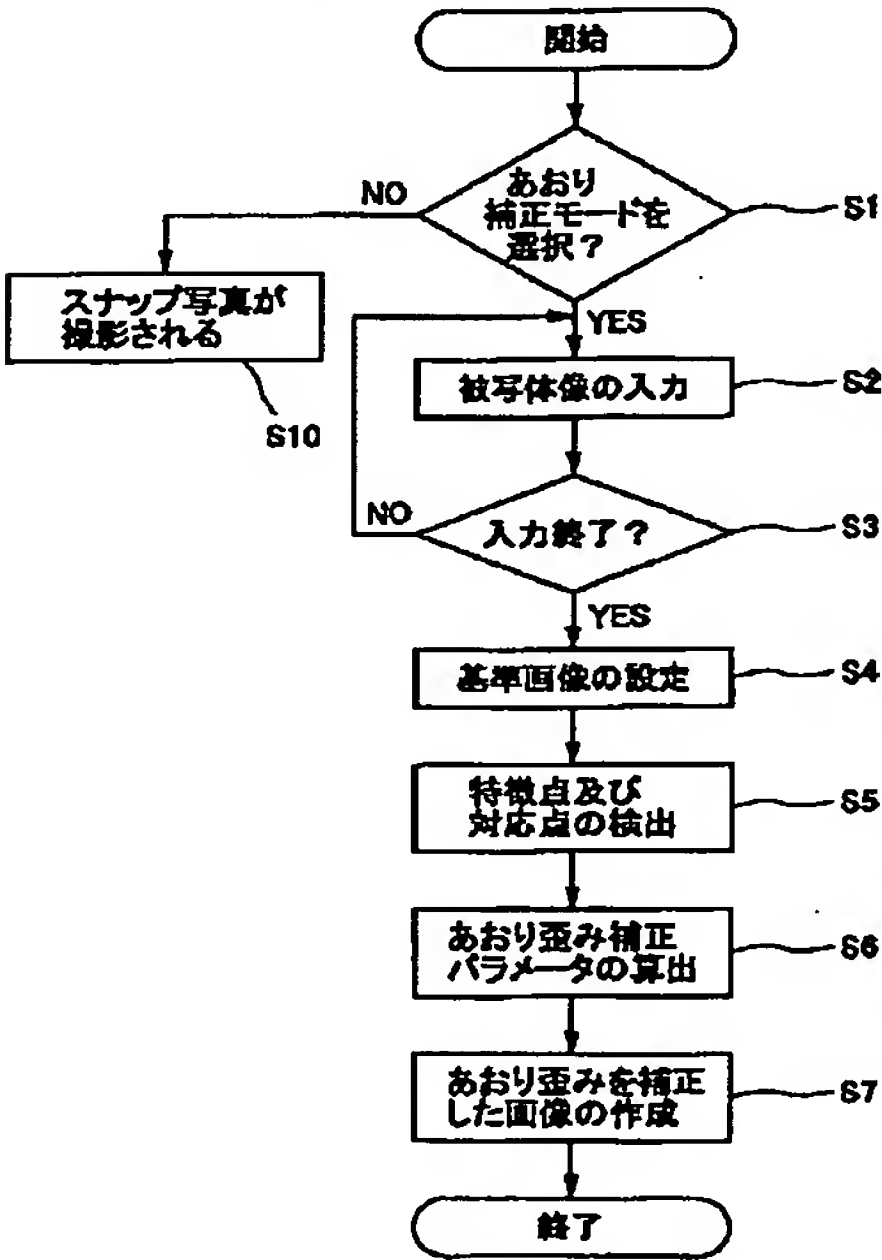 開始
あおり
補正モードを
選択？
S1
NO
スナップ写真が
撮影される
S10
YES
被写体像の入力
S2
NO
入力終了？
S3
YES
基準画像の設定
S4
特徴点及び
対応点の検出
S5
あおり歪み補正
パラメータの算出
S6
あおり歪みを補正
した画像の作成
S7
終了